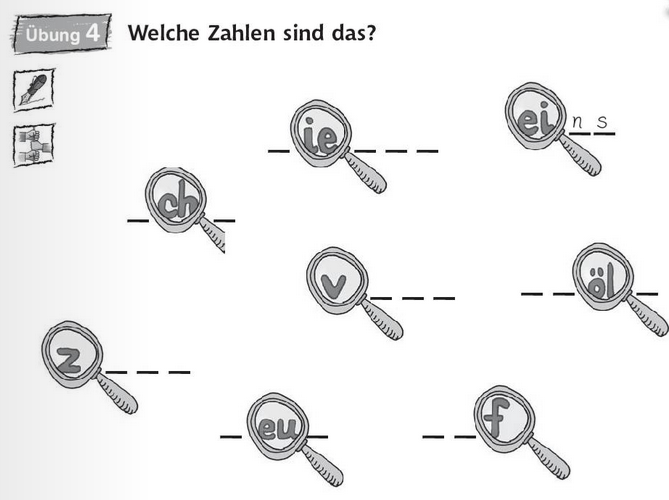 Übung 4 Welche Zahlen sind das?
_ ie _ _ _
ei n s
_ ch _
v _ _ _
_ _ öl _
z _ _ _
_ eu _
_ _ f